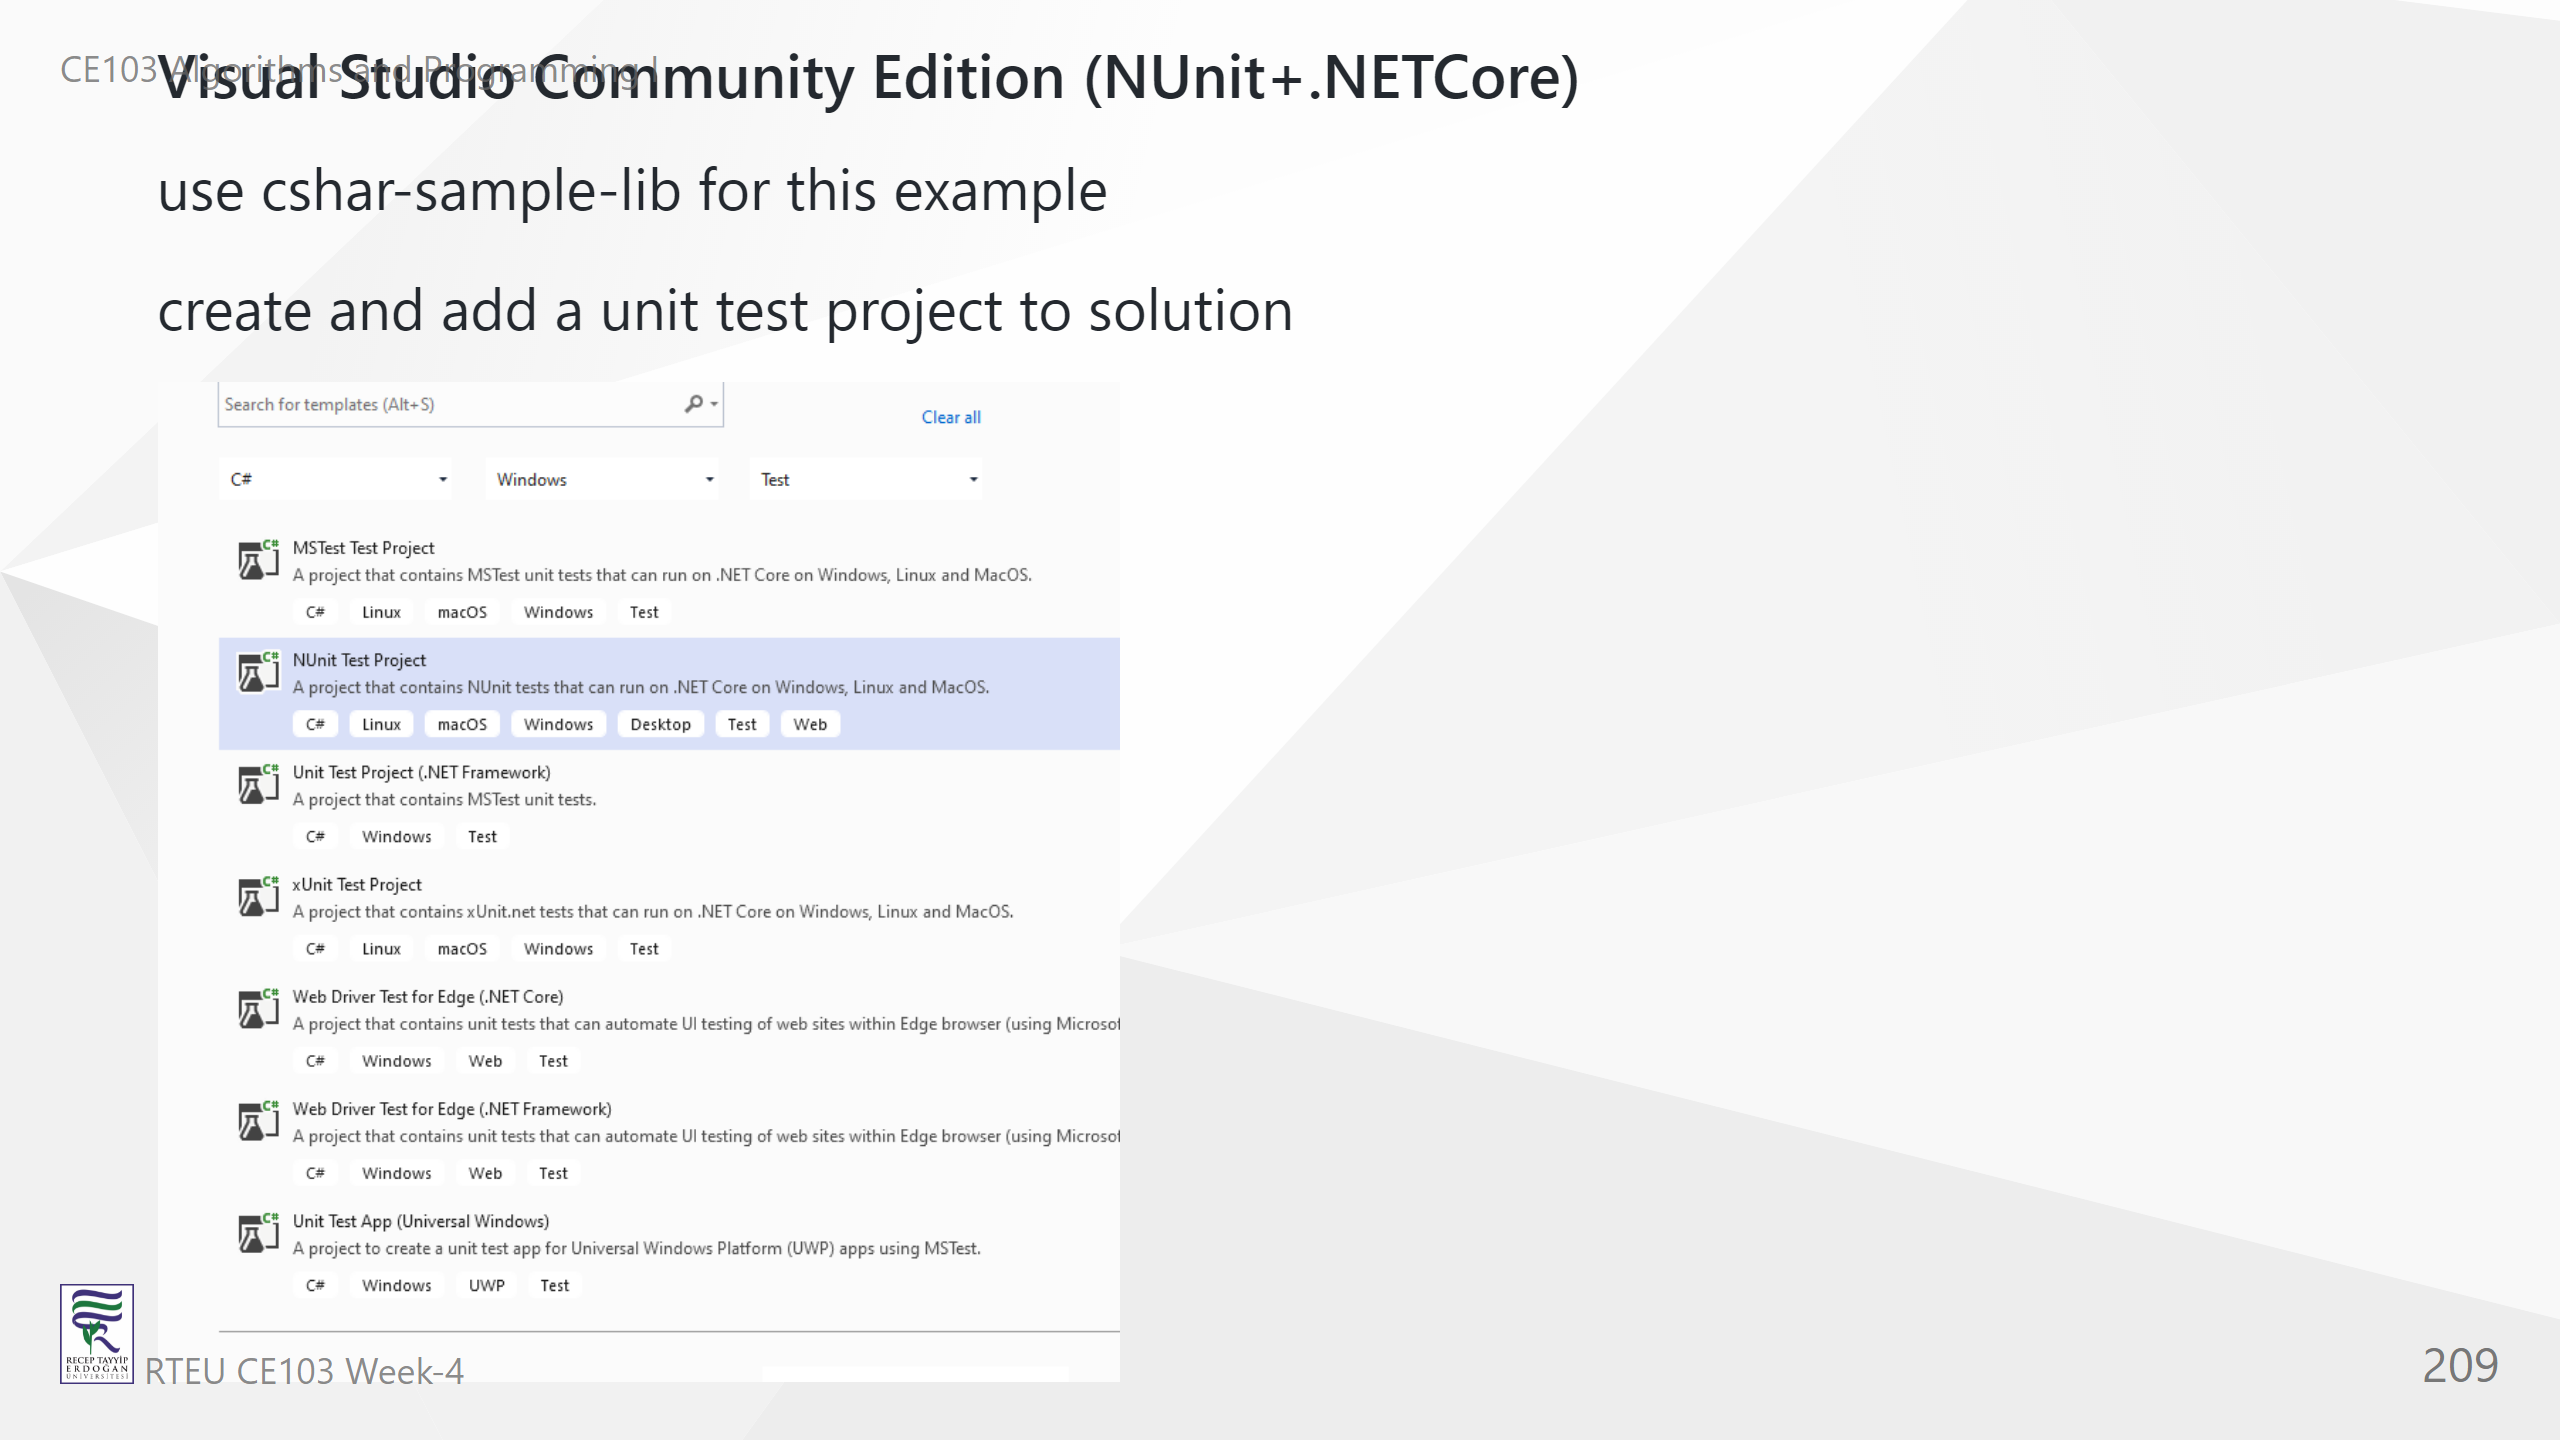 CE103 Algorithms and Programming I
Visual Studio Community Edition (NUnit+.NETCore)
use cshar-sample-lib for this example
create and add a unit test project to solution
Search for templates (Alt+S)
Clear all
C# Windows Test
MSTest Test Project
A project that contains MSTest unit tests that can run on .NET Core on Windows, Linux and MacOS.
C# Linux macOS Windows Test
NUnit Test Project
A project that contains NUnit tests that can run on .NET Core on Windows, Linux and MacOS.
C# Linux macOS Windows Desktop Test Web
Unit Test Project (.NET Framework)
A project that contains MSTest unit tests.
C# Windows Test
xUnit Test Project
A project that contains xUnit.net tests that can run on .NET Core on Windows, Linux and MacOS.
C# Linux macOS Windows Test
Web Driver Test for Edge (.NET Core)
A project that contains unit tests that can automate UI testing of web sites within Edge browser (using Microsof
C# Windows Web Test
Web Driver Test for Edge (.NET Framework)
A project that contains unit tests that can automate UI testing of web sites within Edge browser (using Microsof
C# Windows Web Test
Unit Test App (Universal Windows)
A project to create a unit test app for Universal Windows Platform (UWP) apps using MSTest.
C# Windows UWP Test
RECEP TAYYİP
ERDOĞAN
ÜNİVERSİTESİ
RTEU CE103 Week-4
209